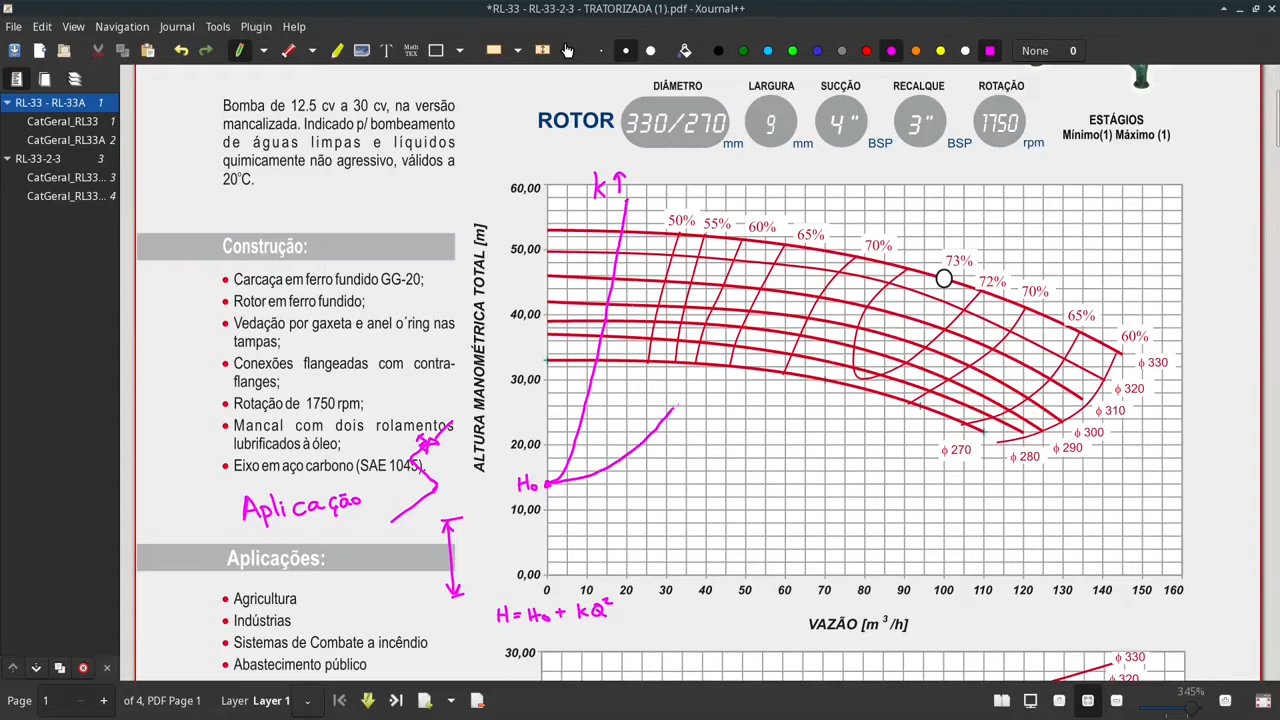 *RL-33 - RL-33-2-3 - TRATORIZADA (1).pdf - Xournal++
File Edit View Navigation Journal Tools Plugin Help
T Math TEX None 0
RL-33 - RL-33A 1
CatGeral_RL33 1
CatGeral_RL33A 2
RL-33-2-3 3
CatGeral_RL33... 3
CatGeral_RL33... 4
Bomba de 12.5 cv a 30 cv, na versão
mancalizada. Indicado p/ bombeamento
de águas limpas e líquidos
quimicamente não agressivo, válidos a
20°C.
Construção:
Carcaça em ferro fundido GG-20,
Rotor em ferro fundido;
Vedação por gaxeta e anel o´ring nas
tampas;
Conexões flangeadas com contra-
flanges;
Rotação de 1750 rpm;
Mancal com dois rolamentos
lubrificados à óleo;
Eixo em aço carbono (SAE 1045).
Aplicação
Aplicações:
Agricultura
Indústrias
Sistemas de Combate a incêndio
Abastecimento público
DIÂMETRO LARGURA SUCÇÃO RECALQUE ROTAÇÃO
ROTOR 330/270 mm 9 mm 4" BSP 3" BSP 1750 rpm
ESTÁGIOS
Mínimo(1) Máximo (1)
K
ALTURA MANOMÉTRICA TOTAL [m]
60,00
50,00
40,00
30,00
20,00
10,00
0,00
50% 55% 60% 65% 70% 73% 72% 70% 65% 60%
ϕ 330
ϕ 320
ϕ 310
ϕ 300
ϕ 290
ϕ 280
ϕ 270
H₀
0 10 20 30 40 50 60 70 80 90 100 110 120 130 140 150 160
H = H₀ + KQ²
VAZÃO [m³/h]
30,00
ϕ 330
ϕ 320
Page 1 of 4, PDF Page 1 Layer Layer 1 345%